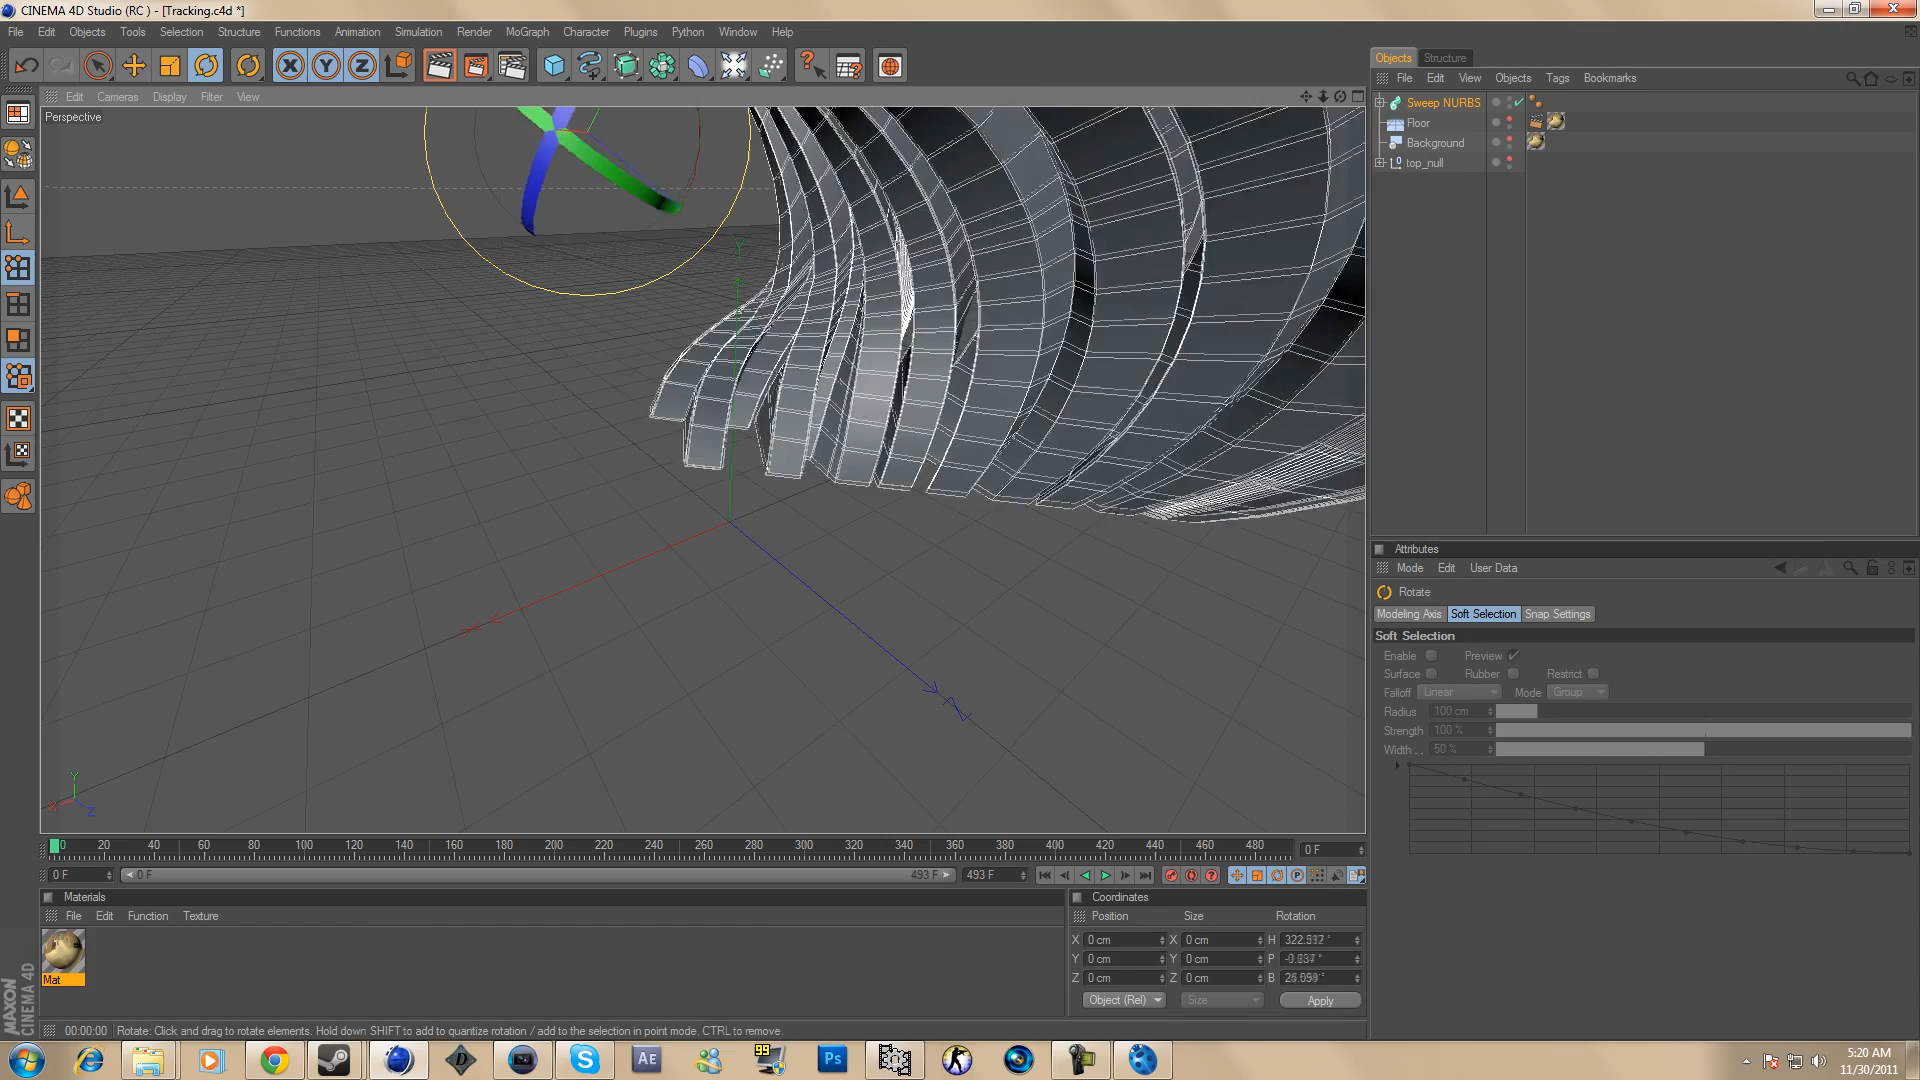 CINEMA 4D Studio (RC ) - [Tracking.c4d *]
File Edit Objects Tools Selection Structure Functions Animation Simulation Render MoGraph Character Plugins Python Window Help
Objects Structure
File Edit View Objects Tags Bookmarks
Edit Cameras Display Filter View
Perspective
Sweep NURBS
Floor
Background
top_null
Y
Attributes
Mode Edit User Data
Rotate
Modeling Axis Soft Selection Snap Settings
Soft Selection
Enable Preview
Surface Rubber Restrict
Falloff Linear Mode Group
Radius 100 cm
Strength 100 %
Width . . 50 %
Y
X Z
0 20 40 60 80 100 120 140 160 180 200 220 240 260 280 300 320 340 360 380 400 420 440 460 480 0 F
0 F 0 F 493 F 493 F
Materials
File Edit Function Texture
Mat
Coordinates
Position Size Rotation
X 0 cm X 0 cm H
Y 0 cm Y 0 cm P
Z 0 cm Z 0 cm B
Object (Rel) Size Apply
MAXON
CINEMA 4D
00:00:00 Rotate: Click and drag to rotate elements. Hold down SHIFT to add to quantize rotation / add to the selection in point mode, CTRL to remove.
Ae
99
Ps
5:20 AM
11/30/2011